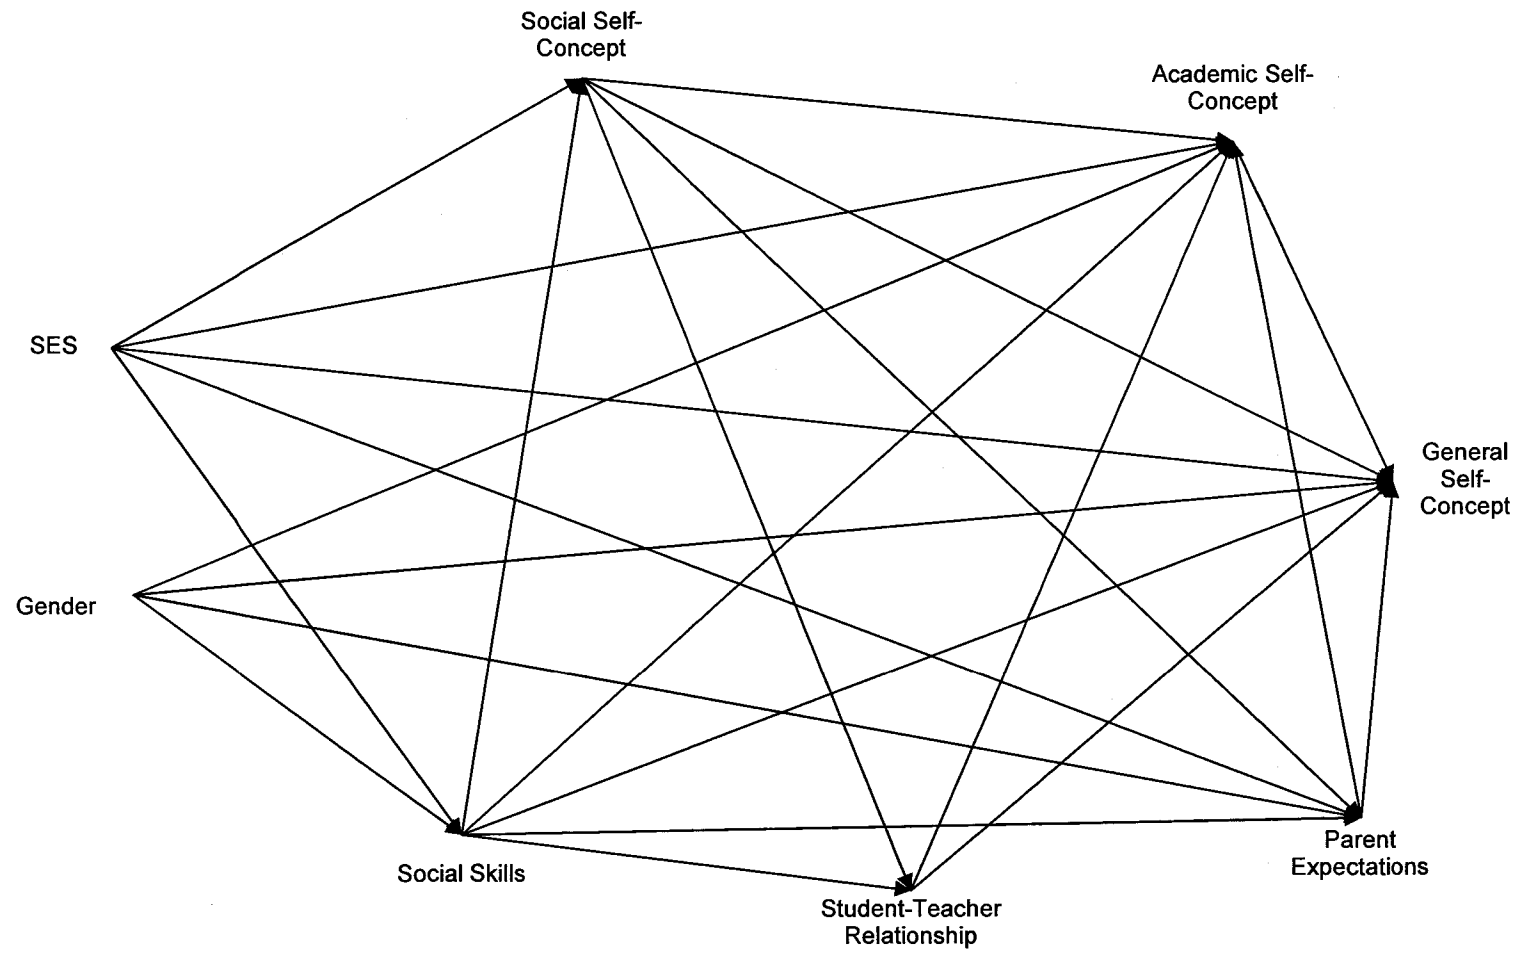 Social Self-
Concept
Academic Self-
Concept
SES
General
Self-
Concept
Gender
Parent
Expectations
Social Skills
Student-Teacher
Relationship